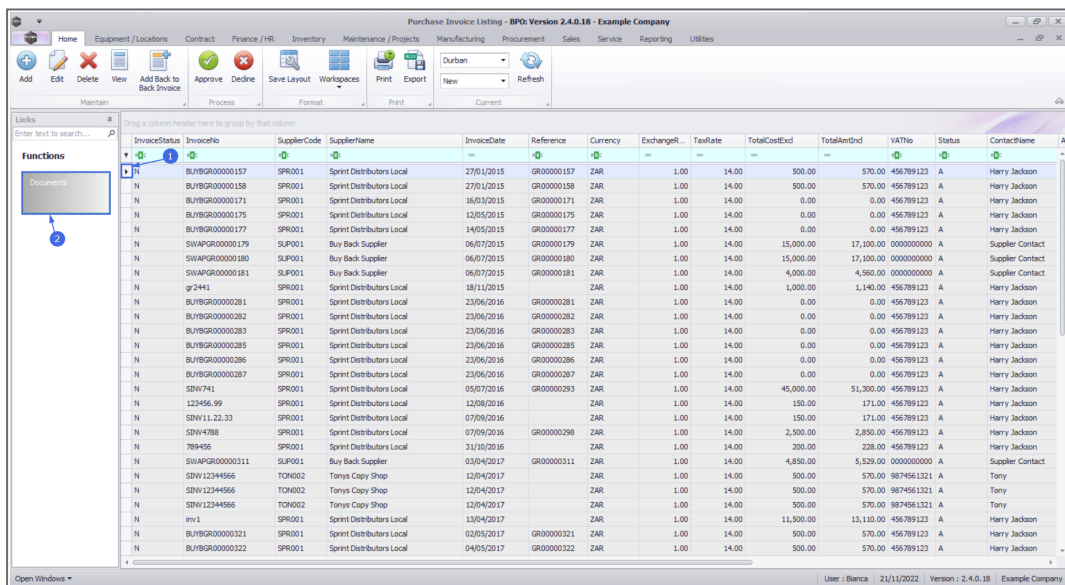 Purchase Invoice Listing - BPO: Version 2.4.0.18 - Example Company
Home Equipment / Locations Contract Finance / HR Inventory Maintenance / Projects Manufacturing Procurement Sales Service Reporting Utilities
Add Edit Delete View Add Back to Back Invoice Approve Decline Save Layout Workspaces Print Export Durban New Refresh
Maintain Process Format Print Current
Links
Enter text to search...
Functions
Documents
1
2
Drag a column header here to group by that column
InvoiceStatus InvoiceNo SupplierCode SupplierName InvoiceDate Reference Currency ExchangeR... TaxRate TotalCostExcl TotalAmtIncl VATNo Status ContactName A
N BUYBGR00000157 SPR001 Sprint Distributors Local 27/01/2015 GR00000157 ZAR 1.00 14.00 500.00 570.00 456789123 A Harry Jackson
N BUYBGR00000158 SPR001 Sprint Distributors Local 27/01/2015 GR00000158 ZAR 1.00 14.00 500.00 570.00 456789123 A Harry Jackson
N BUYBGR00000171 SPR001 Sprint Distributors Local 16/03/2015 GR00000171 ZAR 1.00 14.00 0.00 0.00 456789123 A Harry Jackson
N BUYBGR00000175 SPR001 Sprint Distributors Local 12/05/2015 GR00000175 ZAR 1.00 14.00 0.00 0.00 456789123 A Harry Jackson
N BUYBGR00000177 SPR001 Sprint Distributors Local 14/05/2015 GR00000177 ZAR 1.00 14.00 0.00 0.00 456789123 A Harry Jackson
N SWAPGR00000179 SUP001 Buy Back Supplier 06/07/2015 GR00000179 ZAR 1.00 14.00 15,000.00 17,100.00 0000000000 A Supplier Contact
N SWAPGR00000180 SUP001 Buy Back Supplier 06/07/2015 GR00000180 ZAR 1.00 14.00 15,000.00 17,100.00 0000000000 A Supplier Contact
N SWAPGR00000181 SUP001 Buy Back Supplier 06/07/2015 GR00000181 ZAR 1.00 14.00 4,000.00 4,560.00 0000000000 A Supplier Contact
N gr2441 SPR001 Sprint Distributors Local 18/11/2015 ZAR 1.00 14.00 1,000.00 1,140.00 456789123 A Harry Jackson
N BUYBGR00000281 SPR001 Sprint Distributors Local 23/06/2016 GR00000281 ZAR 1.00 14.00 0.00 0.00 456789123 A Harry Jackson
N BUYBGR00000282 SPR001 Sprint Distributors Local 23/06/2016 GR00000282 ZAR 1.00 14.00 0.00 0.00 456789123 A Harry Jackson
N BUYBGR00000283 SPR001 Sprint Distributors Local 23/06/2016 GR00000283 ZAR 1.00 14.00 0.00 0.00 456789123 A Harry Jackson
N BUYBGR00000285 SPR001 Sprint Distributors Local 23/06/2016 GR00000285 ZAR 1.00 14.00 0.00 0.00 456789123 A Harry Jackson
N BUYBGR00000286 SPR001 Sprint Distributors Local 23/06/2016 GR00000286 ZAR 1.00 14.00 0.00 0.00 456789123 A Harry Jackson
N BUYBGR00000287 SPR001 Sprint Distributors Local 23/06/2016 GR00000287 ZAR 1.00 14.00 0.00 0.00 456789123 A Harry Jackson
N SINV741 SPR001 Sprint Distributors Local 05/07/2016 GR00000293 ZAR 1.00 14.00 45,000.00 51,300.00 456789123 A Harry Jackson
N 123456.99 SPR001 Sprint Distributors Local 12/08/2016 ZAR 1.00 14.00 150.00 171.00 456789123 A Harry Jackson
N SINV11.22.33 SPR001 Sprint Distributors Local 07/09/2016 ZAR 1.00 14.00 150.00 171.00 456789123 A Harry Jackson
N SINV4788 SPR001 Sprint Distributors Local 07/09/2016 GR00000298 ZAR 1.00 14.00 2,500.00 2,850.00 456789123 A Harry Jackson
N 789456 SPR001 Sprint Distributors Local 31/10/2016 ZAR 1.00 14.00 200.00 228.00 456789123 A Harry Jackson
N SWAPGR00000311 SUP001 Buy Back Supplier 03/04/2017 GR00000311 ZAR 1.00 14.00 4,850.00 5,529.00 0000000000 A Supplier Contact
N SINV12344566 TON002 Tonys Copy Shop 12/04/2017 ZAR 1.00 14.00 500.00 570.00 9874561321 A Tony
N SINV12344566 TON002 Tonys Copy Shop 12/04/2017 ZAR 1.00 14.00 500.00 570.00 9874561321 A Tony
N SINV12344566 TON002 Tonys Copy Shop 12/04/2017 ZAR 1.00 14.00 500.00 570.00 9874561321 A Tony
N inv1 SPR001 Sprint Distributors Local 13/04/2017 ZAR 1.00 14.00 11,500.00 13,110.00 456789123 A Harry Jackson
N BUYBGR00000321 SPR001 Sprint Distributors Local 02/05/2017 GR00000321 ZAR 1.00 14.00 500.00 570.00 456789123 A Harry Jackson
N BUYBGR00000322 SPR001 Sprint Distributors Local 04/05/2017 GR00000322 ZAR 1.00 14.00 500.00 570.00 456789123 A Harry Jackson
Open Windows User : Bianca 21/11/2022 Version : 2.4.0.18 Example Company